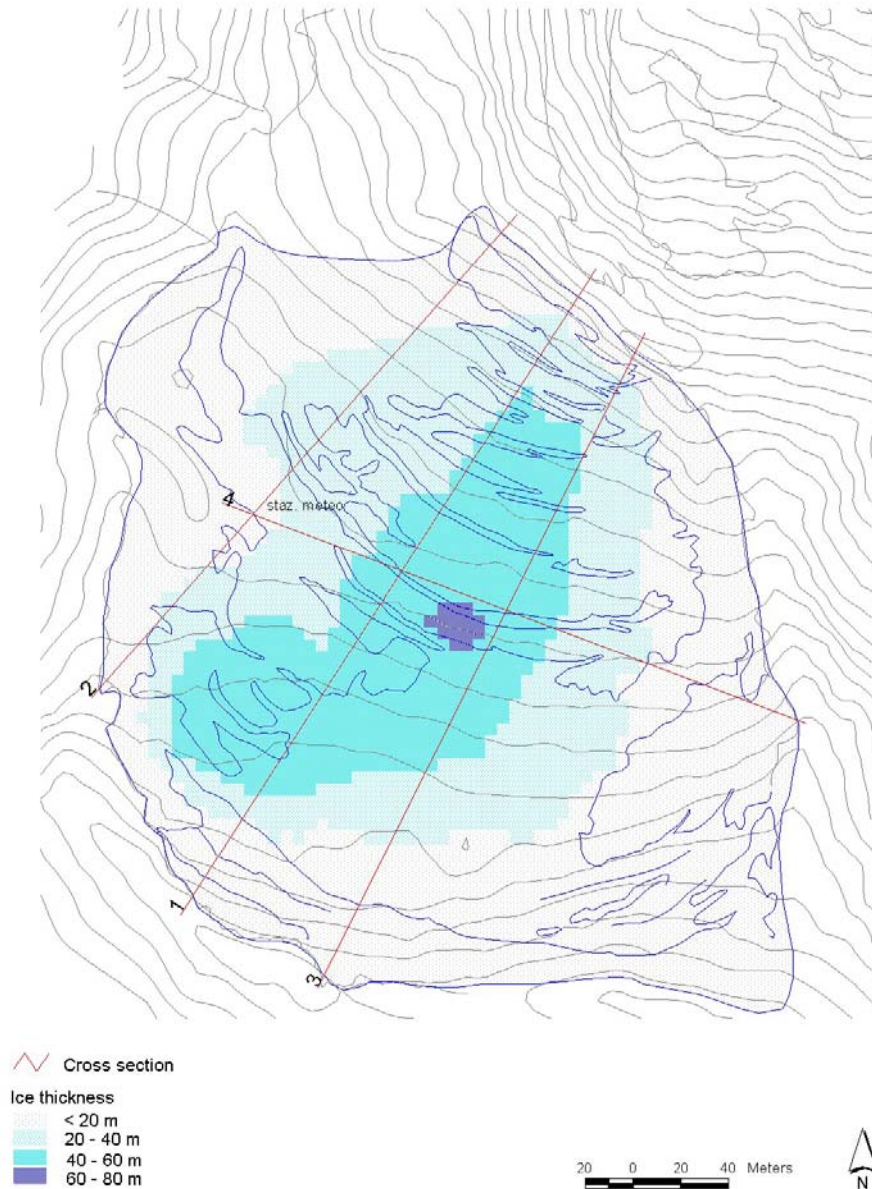 4
staz. meteo
2
1
3
Cross section
Ice thickness
< 20 m
20 - 40 m
40 - 60 m
60 - 80 m
20 0 20 40 Meters
N